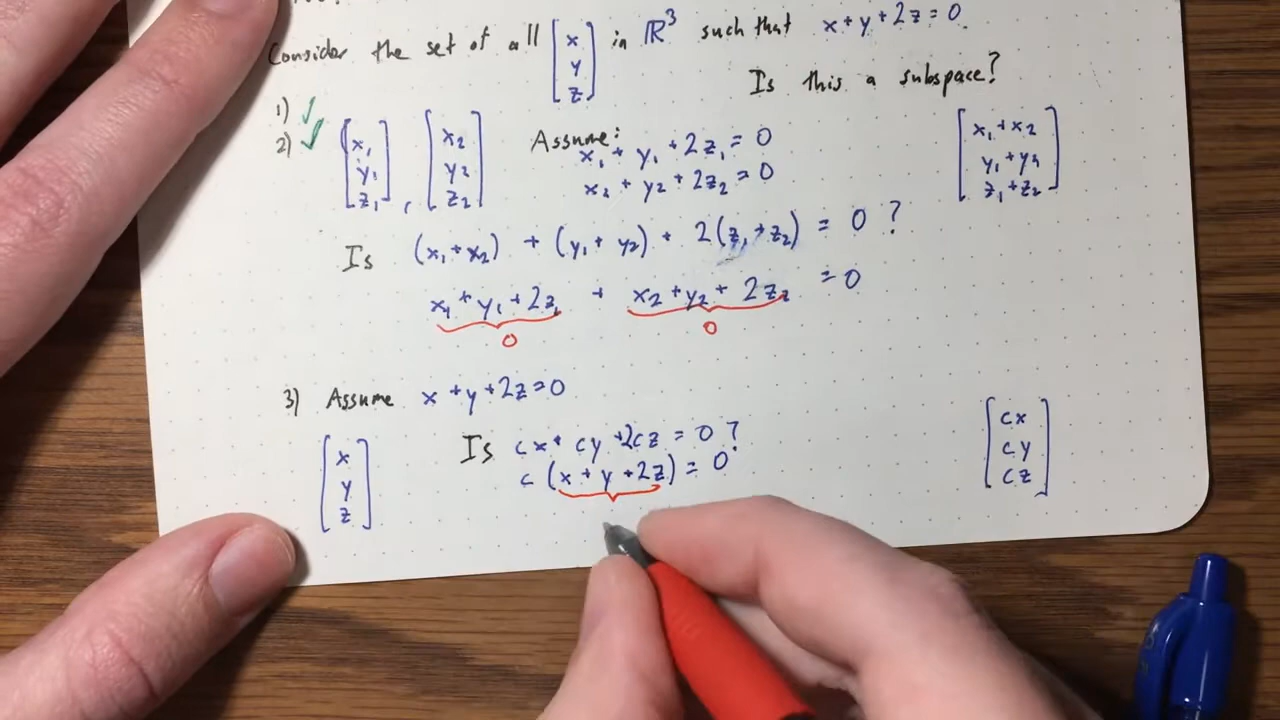 Consider the set of all [x y z] in ℝ³ such that x+y+2z=0.
Is this a subspace?
1) ✓
2) ✓ [x₁ y₁ z₁], [x₂ y₂ z₂] Assume: x₁+y₁+2z₁=0 [x₁+x₂ y₁+y₂ z₁+z₂]
x₂+y₂+2z₂=0
Is (x₁+x₂) + (y₁+y₂) + 2(z₁+z₂) = 0 ?
x₁+y₁+2z₁ + x₂+y₂+2z₂ = 0
0 0
3) Assume x+y+2z=0
[x y z] Is cx+cy+2cz=0? [cx cy cz]
c(x+y+2z)=0